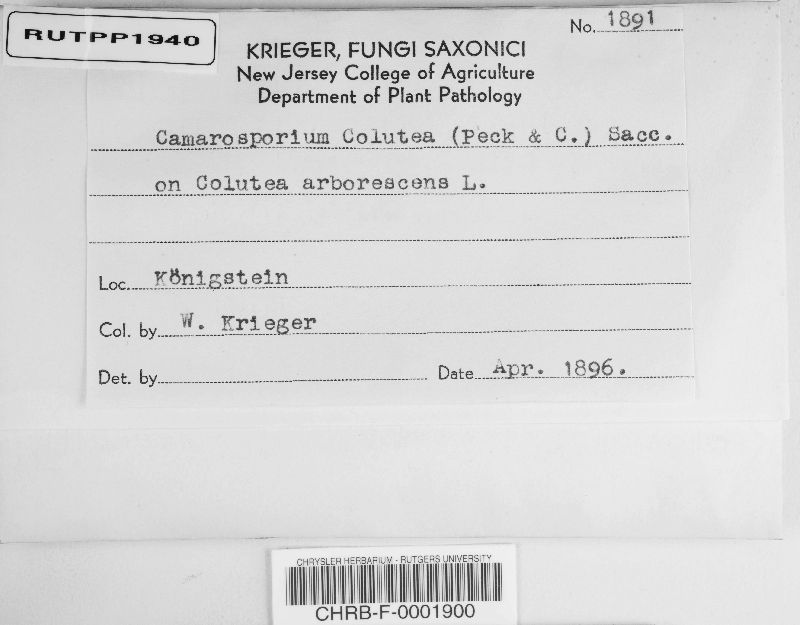 RUTPP1940
No. 1891
KRIEGER, FUNGI SAXONICI
New Jersey College of Agriculture
Department of Plant Pathology
Camarosporium Colutea (Peck & C.) Sacc.
on Colutea arborescens L.
Loc. Königstein
Col. by W. Krieger
Det. by Date Apr. 1896.
CHRYSLER HERBARIUM - RUTGERS UNIVERSITY
CHRB-F-0001900